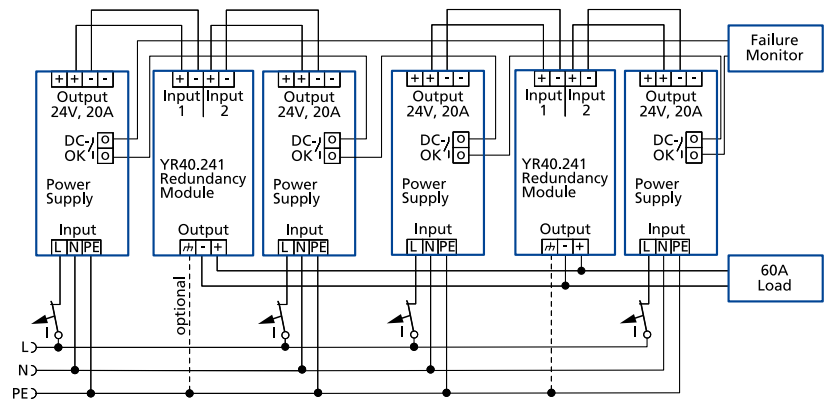 + + - -
Output
24V, 20A
DC-
OK
Power
Supply
Input
L N PE
+ - + -
Input Input
1 2
YR40.241
Redundancy
Module
Output
- +
optional
+ + - -
Output
24V, 20A
DC-
OK
Power
Supply
Input
L N PE
+ + - -
Output
24V, 20A
DC-
OK
Power
Supply
Input
L N PE
+ - + -
Input Input
1 2
YR40.241
Redundancy
Module
Output
- +
+ + - -
Output
24V, 20A
DC-
OK
Power
Supply
Input
L N PE
Failure
Monitor
60A
Load
I
I
I
I
L
N
PE